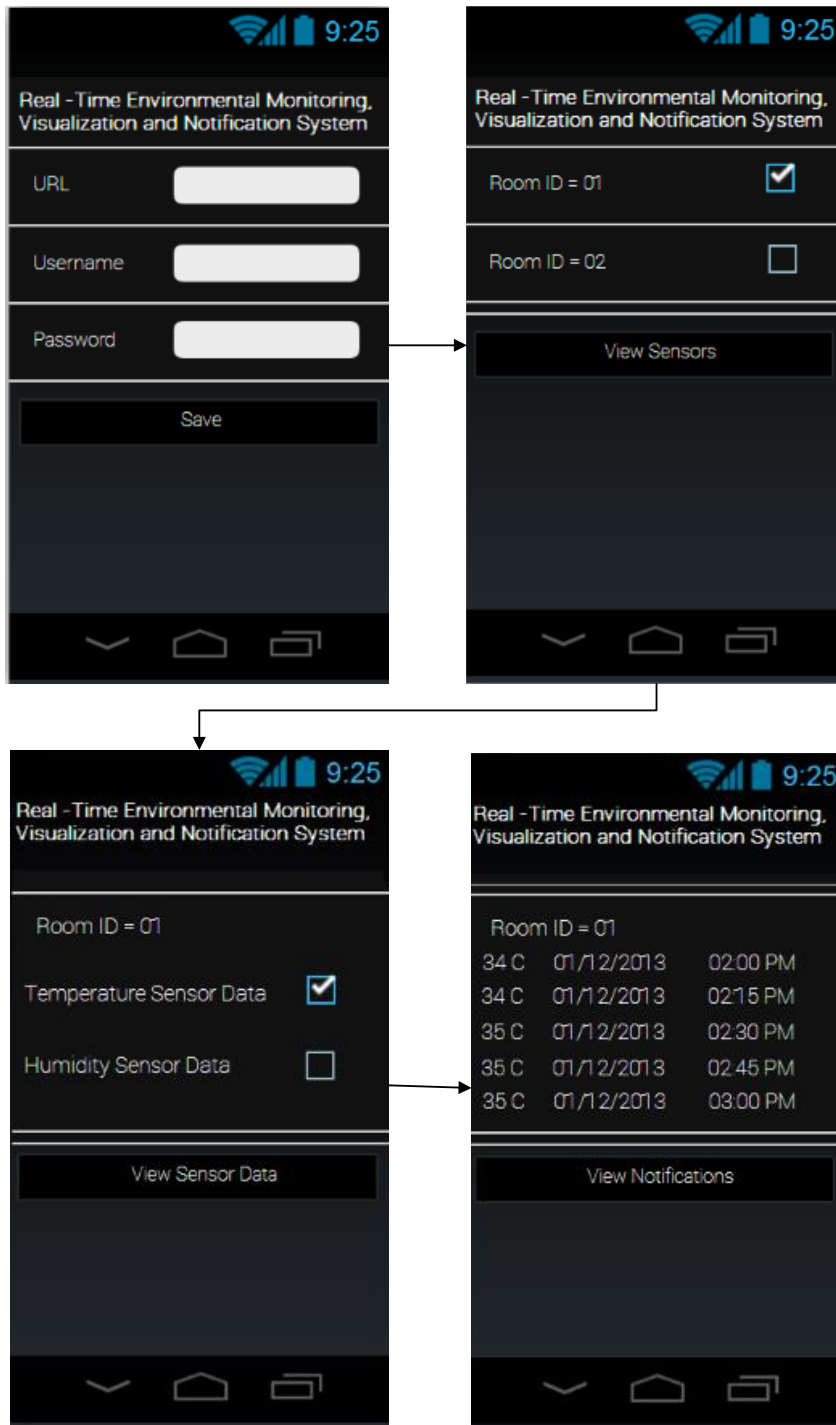 9:25
Real -Time Environmental Monitoring,
Visualization and Notification System
URL
Username
Password
Save
9:25
Real -Time Environmental Monitoring,
Visualization and Notification System
Room ID = 01
Room ID = 02
View Sensors
9:25
Real -Time Environmental Monitoring,
Visualization and Notification System
Room ID = 01
Temperature Sensor Data
Humidity Sensor Data
View Sensor Data
9:25
Real -Time Environmental Monitoring,
Visualization and Notification System
Room ID = 01
34 C 01/12/2013 02:00 PM
34 C 01/12/2013 02:15 PM
35 C 01/12/2013 02:30 PM
35 C 01/12/2013 02:45 PM
35 C 01/12/2013 03:00 PM
View Notifications